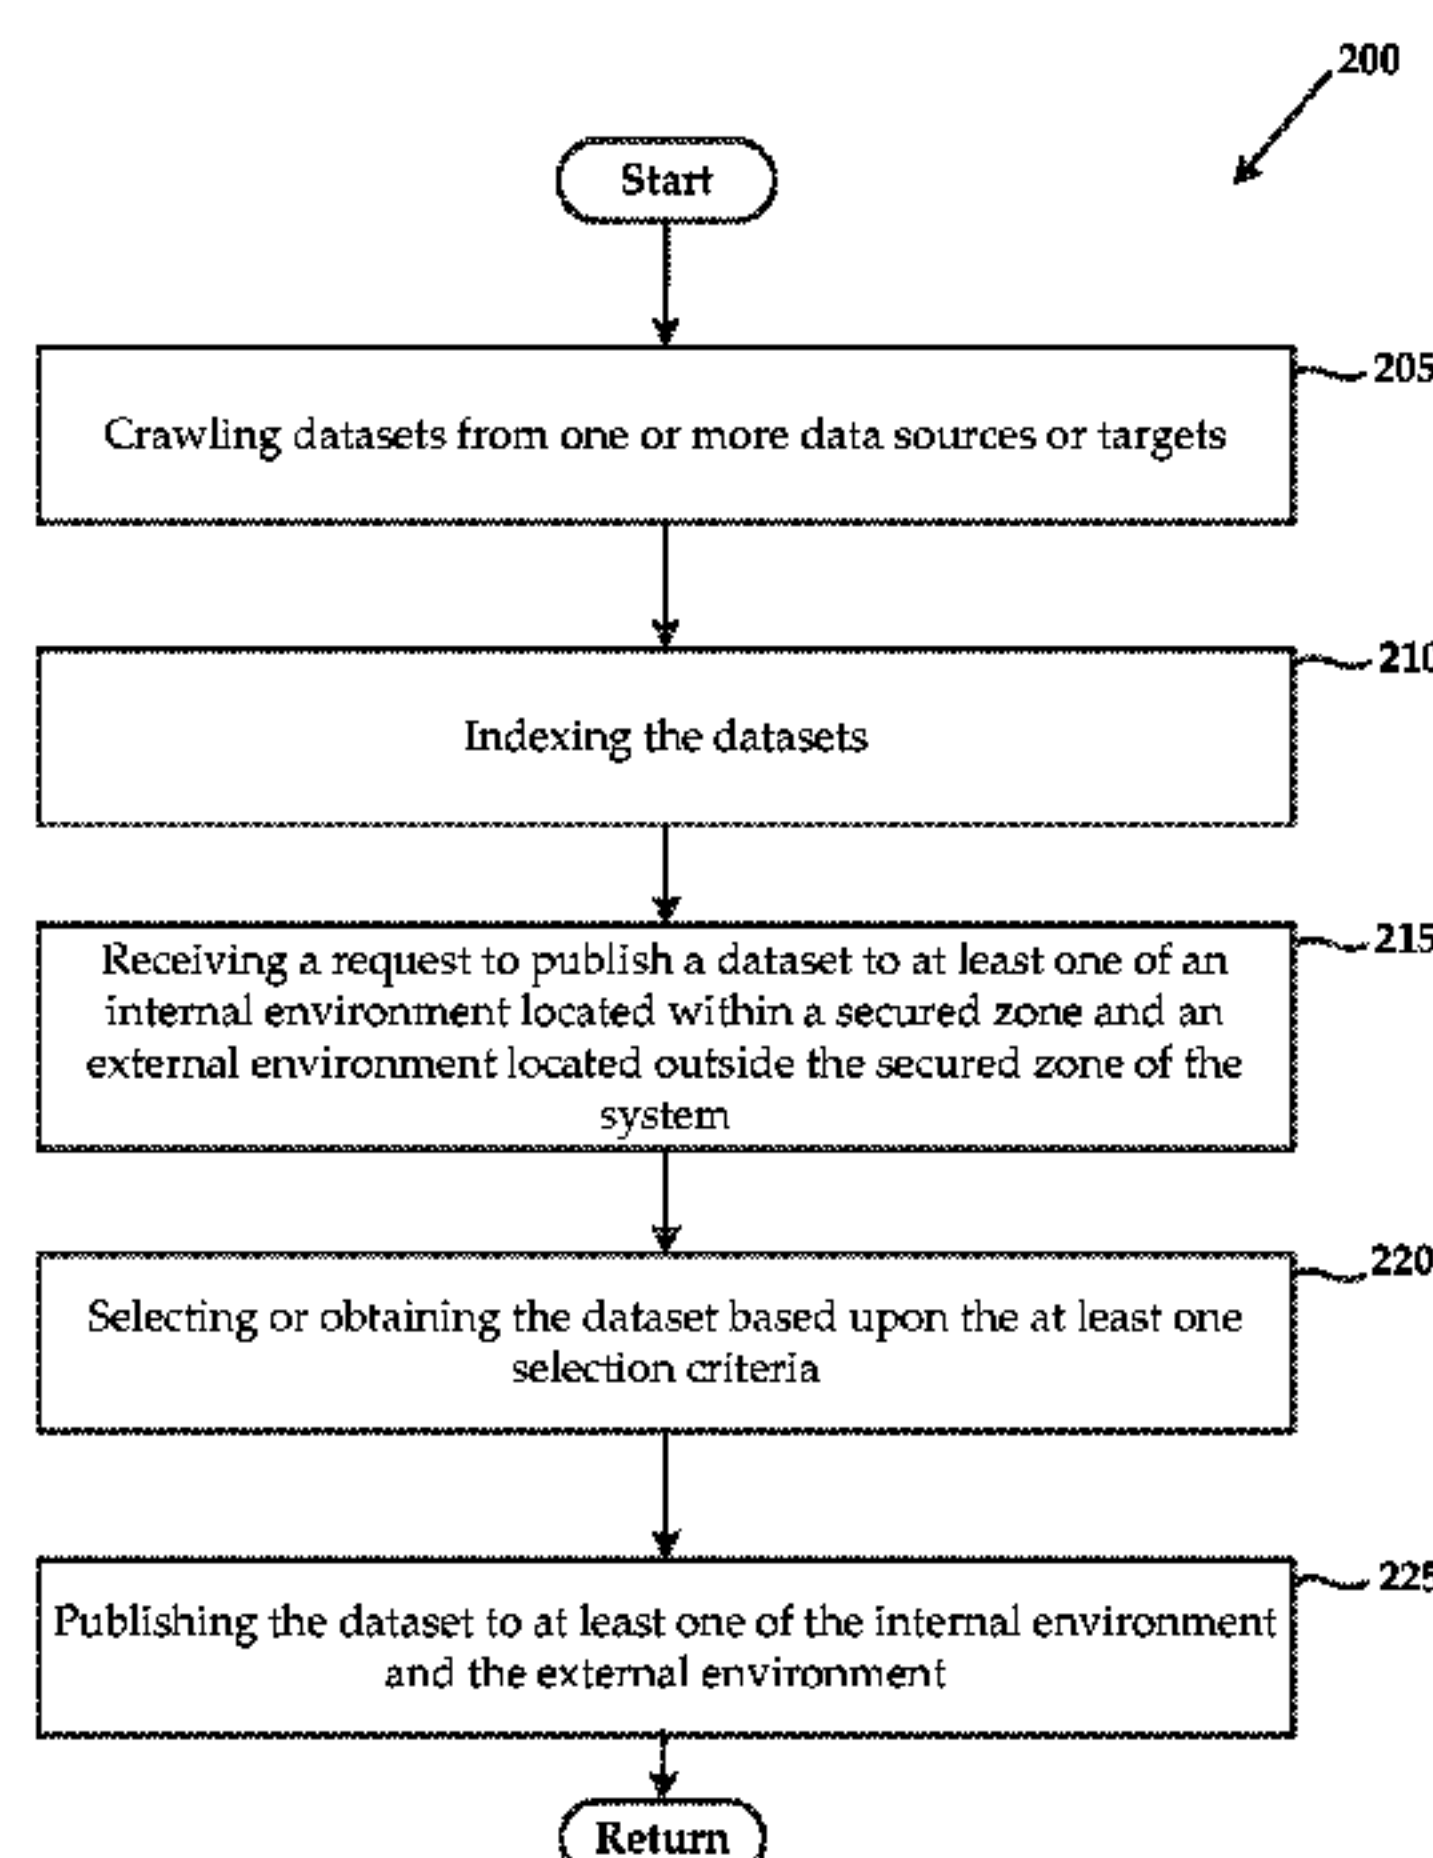 200
Start
205
Crawling datasets from one or more data sources or targets
210
Indexing the datasets
215
Receiving a request to publish a dataset to at least one of an
internal environment located within a secured zone and an
external environment located outside the secured zone of the
system
220
Selecting or obtaining the dataset based upon the at least one
selection criteria
225
Publishing the dataset to at least one of the internal environment
and the external environment
Return